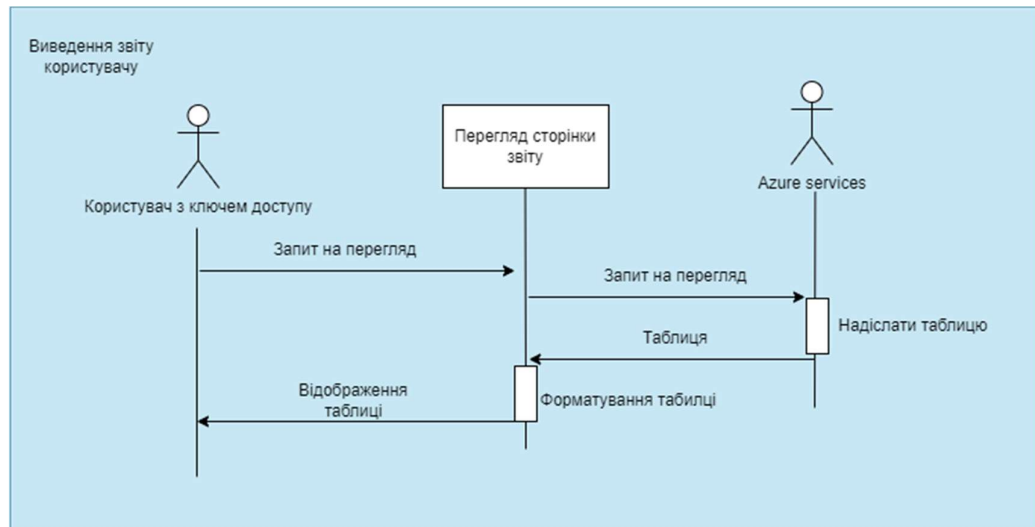 Виведення звіту
користувачу
Користувач з ключем доступу
Перегляд сторінки
звіту
Azure services
Запит на перегляд
Запит на перегляд
Надіслати таблицю
Таблиця
Відображення
таблиці
Форматування табилці